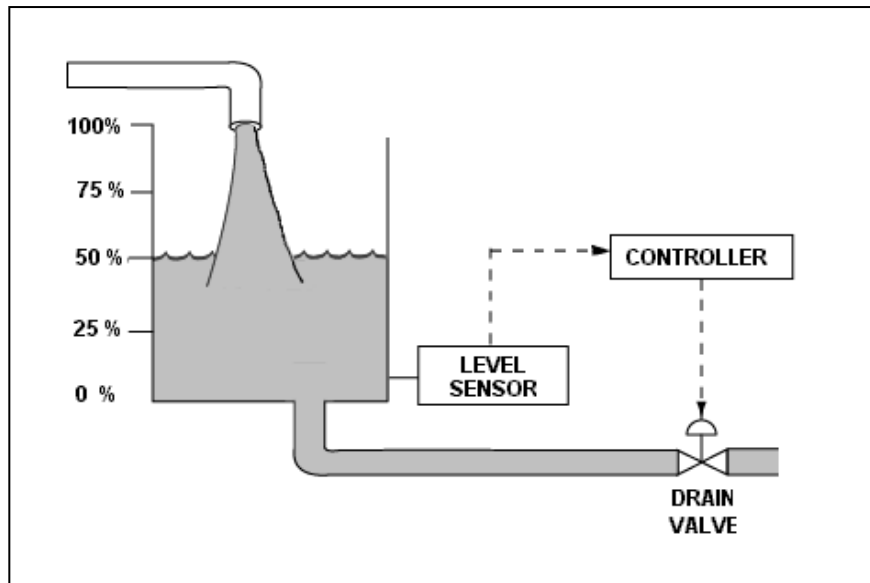 100%
75 %
50 %
25 %
0 %
CONTROLLER
LEVEL
SENSOR
DRAIN
VALVE